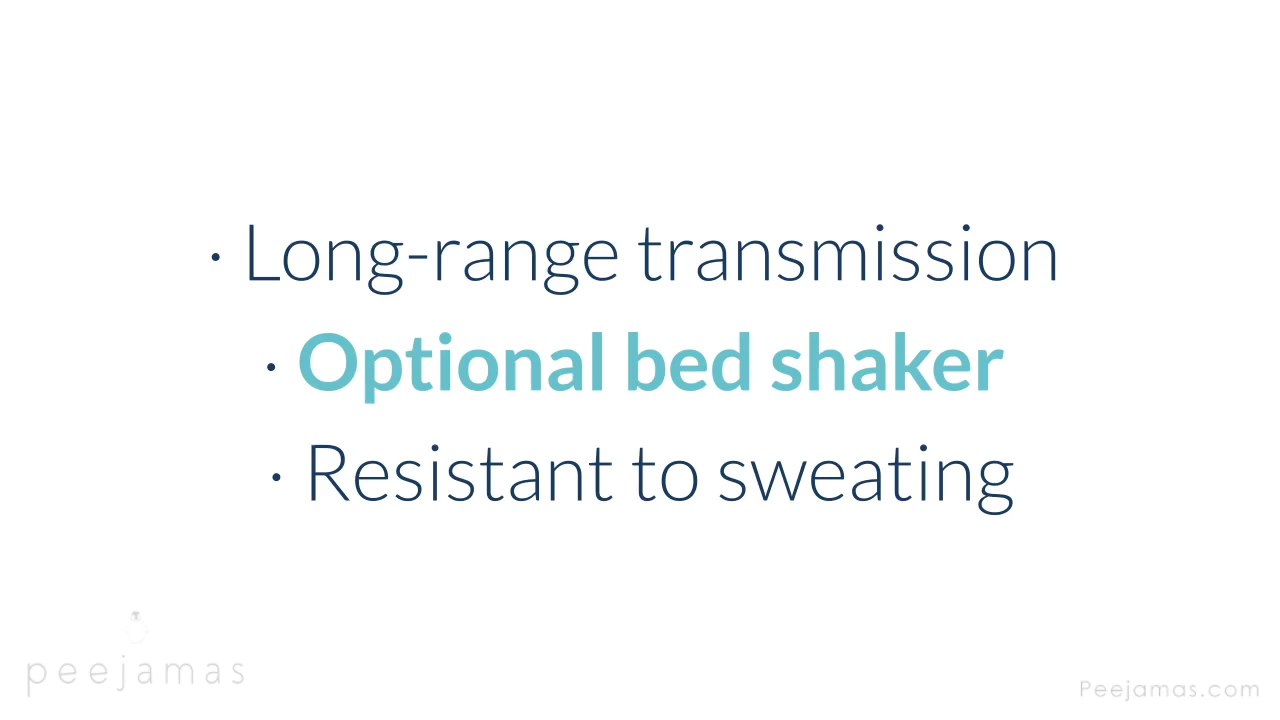 · Long-range transmission
· Optional bed shaker
· Resistant to sweating
peejamas
Peejamas.com